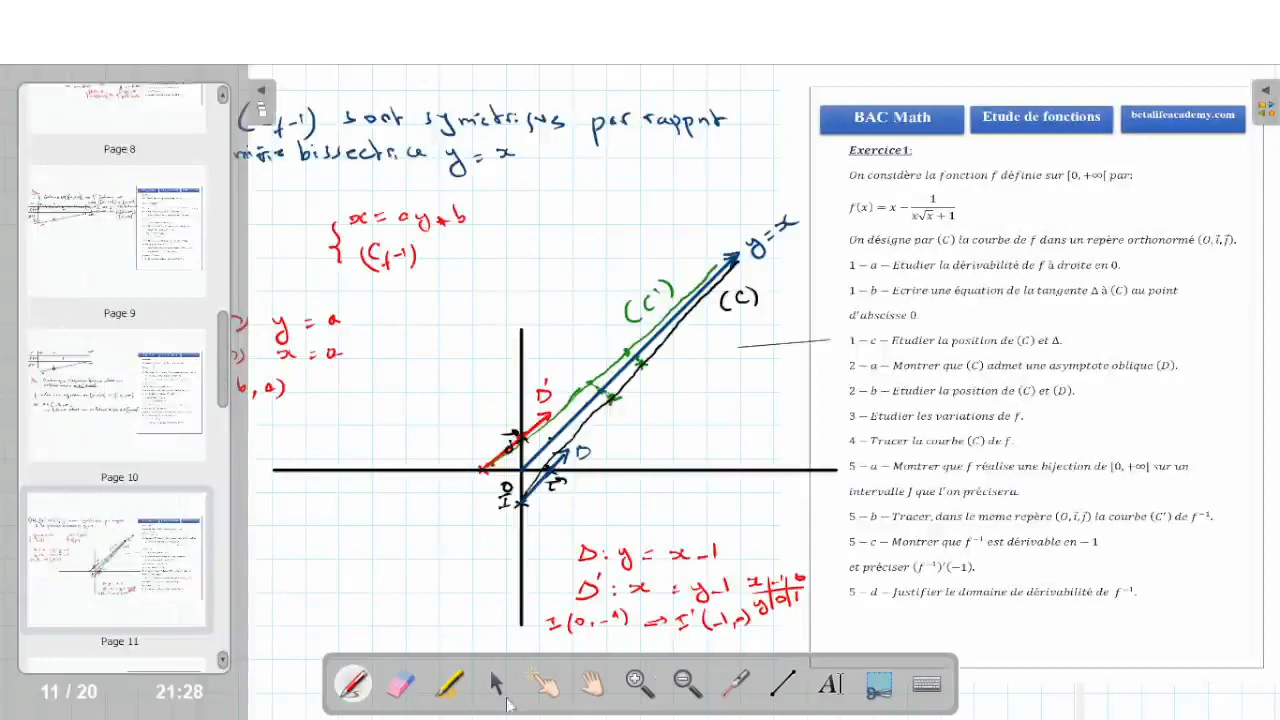 Page 8
Page 9
Page 10
Page 11
11 / 20 21:28
f-1) sont symétriques par rapport
bissectrice y = x
{ x = ay + b
(Cf-1)
y = a
x = a
b, a)
y = x
(C')
(C)
D'
D
O
I
Δ : y = x - 1
Δ' : x = y - 1
x | -1 | 0
y | 0 | 1
I(0, -1) → I'(-1, 0)
BAC Math
Etude de fonctions
betalifeacademy.com
Exercice1:
On considère la fonction f définie sur [0, +∞[ par:
f(x) = x − 1/(x√x + 1)
On désigne par (C) la courbe de f dans un repère orthonormé (O, i⃗, j⃗).
1 − a − Etudier la dérivabilité de f à droite en 0.
1 − b − Ecrire une équation de la tangente Δ à (C) au point
d'abscisse 0.
1 − c − Etudier la position de (C) et Δ.
2 − a − Montrer que (C) admet une asymptote oblique (D).
2 − b − Etudier la position de (C) et (D).
3 − Etudier les variations de f.
4 − Tracer la courbe (C) de f.
5 − a − Montrer que f réalise une bijection de [0, +∞[ sur un
intervalle J que l'on précisera.
5 − b − Tracer, dans le meme repère (O, i⃗, j⃗) la courbe (C') de f⁻¹.
5 − c − Montrer que f⁻¹ est dérivable en − 1
et préciser (f⁻¹)'(−1).
5 − d − Justifier le domaine de dérivabilité de f⁻¹.